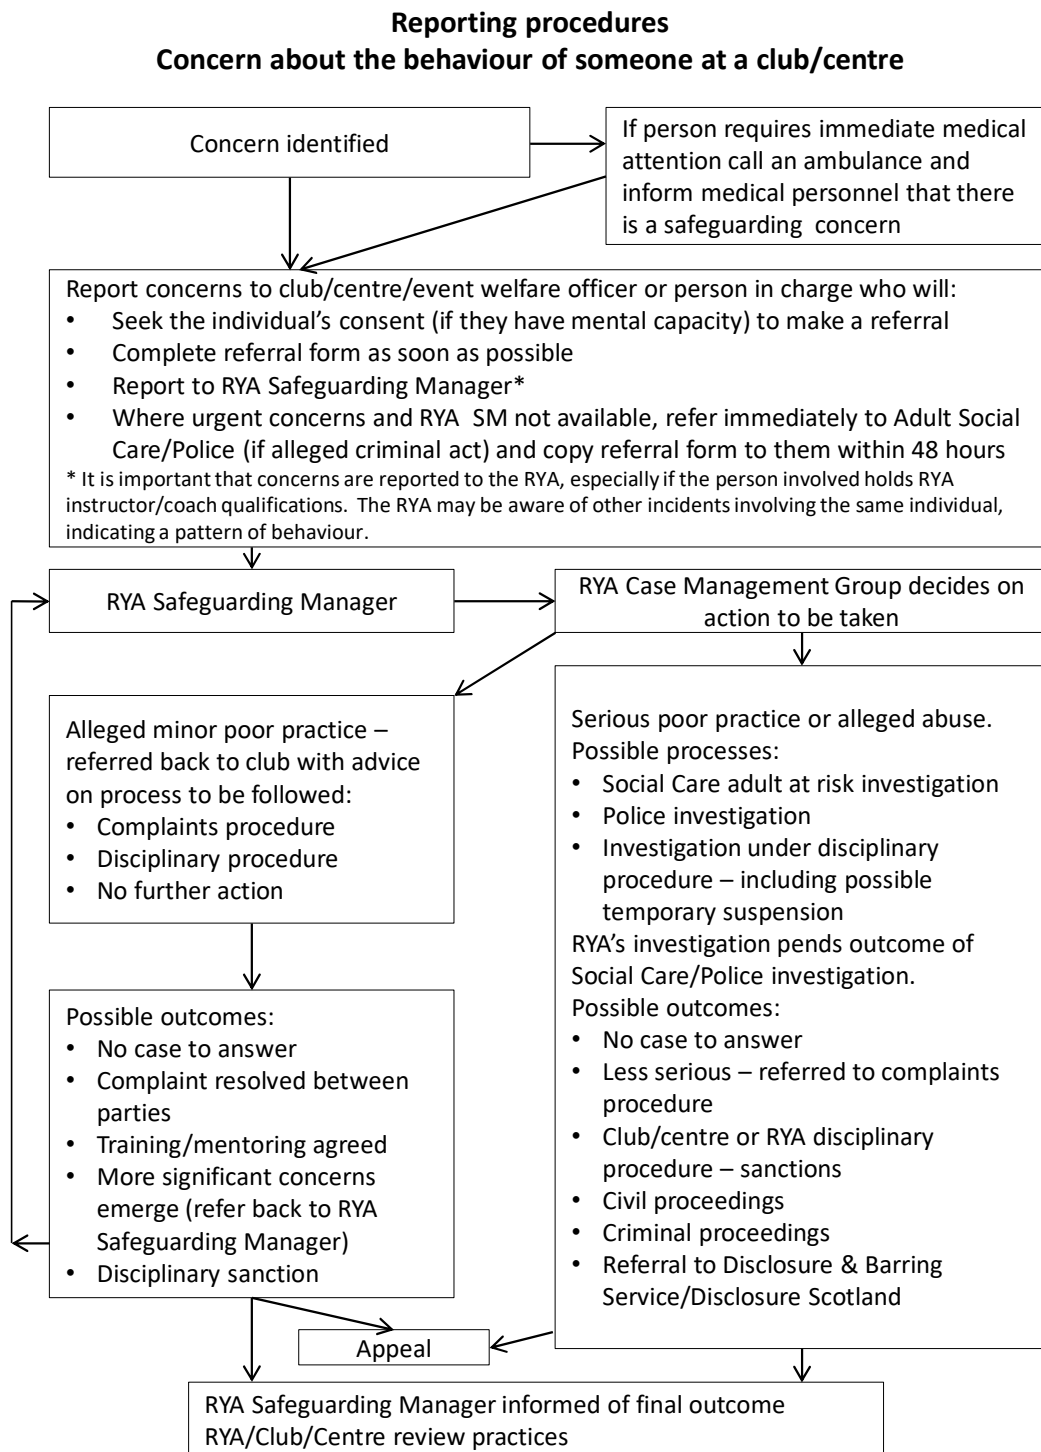 Reporting procedures
Concern about the behaviour of someone at a club/centre
Concern identified
If person requires immediate medical
attention call an ambulance and
inform medical personnel that there
is a safeguarding concern
Report concerns to club/centre/event welfare officer or person in charge who will:
• Seek the individual’s consent (if they have mental capacity) to make a referral
• Complete referral form as soon as possible
• Report to RYA Safeguarding Manager*
• Where urgent concerns and RYA SM not available, refer immediately to Adult Social
Care/Police (if alleged criminal act) and copy referral form to them within 48 hours
* It is important that concerns are reported to the RYA, especially if the person involved holds RYA
instructor/coach qualifications. The RYA may be aware of other incidents involving the same individual,
indicating a pattern of behaviour.
RYA Safeguarding Manager
RYA Case Management Group decides on
action to be taken
Alleged minor poor practice –
referred back to club with advice
on process to be followed:
• Complaints procedure
• Disciplinary procedure
• No further action
Serious poor practice or alleged abuse.
Possible processes:
• Social Care adult at risk investigation
• Police investigation
• Investigation under disciplinary
procedure – including possible
temporary suspension
RYA’s investigation pends outcome of
Social Care/Police investigation.
Possible outcomes:
• No case to answer
• Less serious – referred to complaints
procedure
• Club/centre or RYA disciplinary
procedure – sanctions
• Civil proceedings
• Criminal proceedings
• Referral to Disclosure & Barring
Service/Disclosure Scotland
Possible outcomes:
• No case to answer
• Complaint resolved between
parties
• Training/mentoring agreed
• More significant concerns
emerge (refer back to RYA
Safeguarding Manager)
• Disciplinary sanction
Appeal
RYA Safeguarding Manager informed of final outcome
RYA/Club/Centre review practices